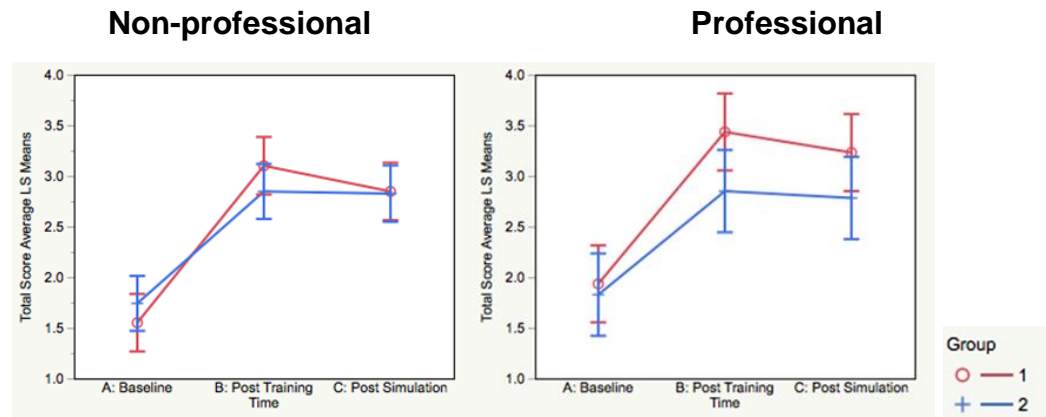 Non-professional
Professional
Total Score Average LS Means
4.0
3.5
3.0
2.5
2.0
1.5
1.0
A: Baseline
B: Post Training
C: Post Simulation
Time
Total Score Average LS Means
4.0
3.5
3.0
2.5
2.0
1.5
1.0
A: Baseline
B: Post Training
C: Post Simulation
Time
Group
1
2